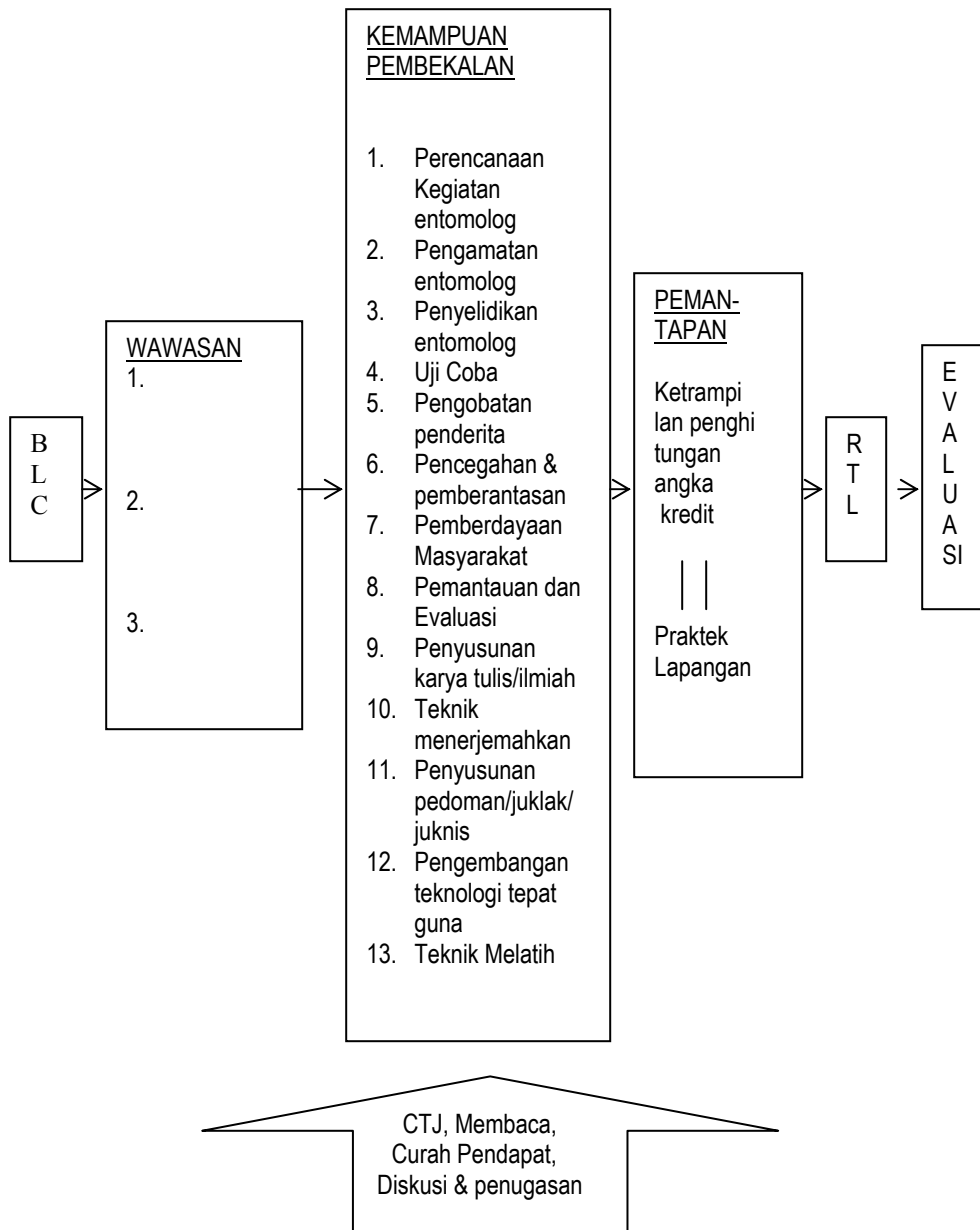 B
L
C
WAWASAN
1.
2.
3.
KEMAMPUAN
PEMBEKALAN
1. Perencanaan
Kegiatan
entomolog
2. Pengamatan
entomolog
3. Penyelidikan
entomolog
4. Uji Coba
5. Pengobatan
penderita
6. Pencegahan &
pemberantasan
7. Pemberdayaan
Masyarakat
8. Pemantauan dan
Evaluasi
9. Penyusunan
karya tulis/ilmiah
10. Teknik
menerjemahkan
11. Penyusunan
pedoman/juklak/
juknis
12. Pengembangan
teknologi tepat
guna
13. Teknik Melatih
PEMAN-
TAPAN
Ketrampi
lan penghi
tungan
angka
kredit
Praktek
Lapangan
R
T
L
E
V
A
L
U
A
SI
CTJ, Membaca,
Curah Pendapat,
Diskusi & penugasan